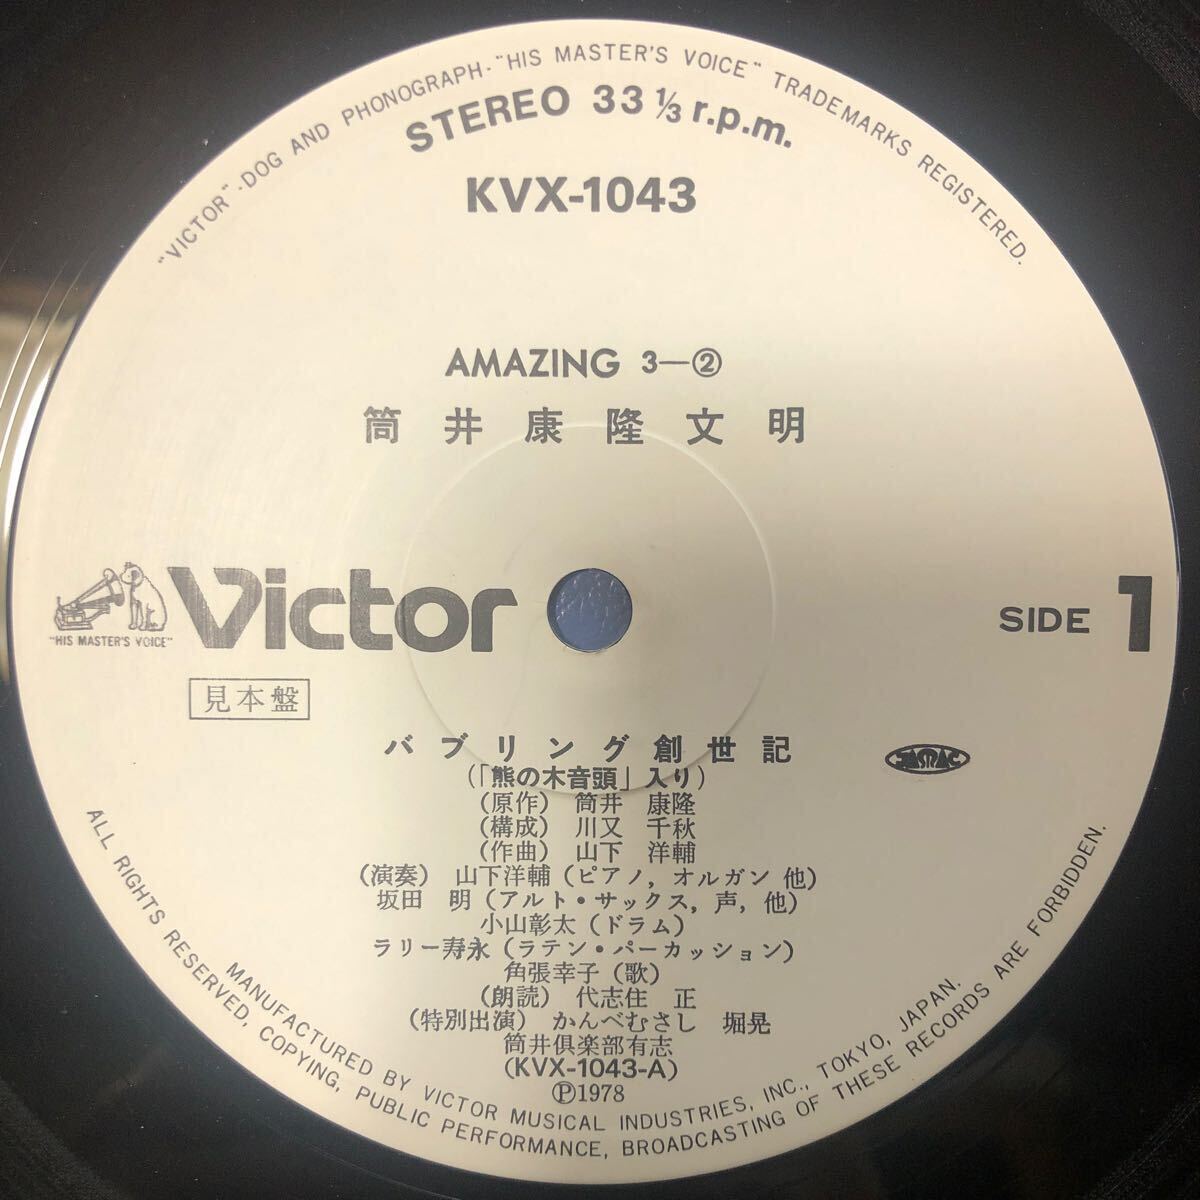 "VICTOR"-DOG AND PHONOGRAPH-"HIS MASTER'S VOICE" TRADEMARKS REGISTERED.
STEREO 33 1/3 r.p.m.
KVX-1043
AMAZING 3—②
筒井康隆文明
"HIS MASTER'S VOICE"
Victor
SIDE 1
見本盤
バブリング創世記
(「熊の木音頭」入り)
(原作) 筒井 康隆
(構成) 川又 千秋
(作曲) 山下 洋輔
(演奏) 山下洋輔 (ピアノ, オルガン 他)
坂田 明 (アルト・サックス, 声, 他)
小山彰太 (ドラム)
ラリー寿永 (ラテン・パーカッション)
角張幸子 (歌)
(朗読) 代志住 正
(特別出演) かんべむさし 堀晃
筒井倶楽部有志
(KVX-1043-A)
Ⓟ1978
MANUFACTURED BY VICTOR MUSICAL INDUSTRIES, INC., TOKYO, JAPAN.
ALL RIGHTS RESERVED, COPYING, PUBLIC PERFORMANCE, BROADCASTING OF THESE RECORDS ARE FORBIDDEN.